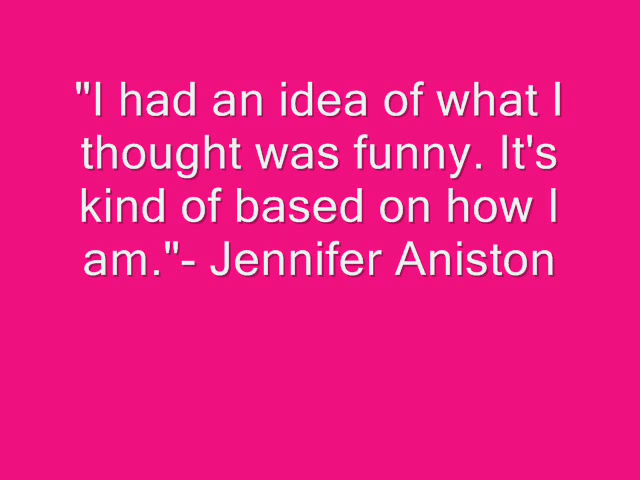 "I had an idea of what I
thought was funny. It's
kind of based on how I
am."- Jennifer Aniston